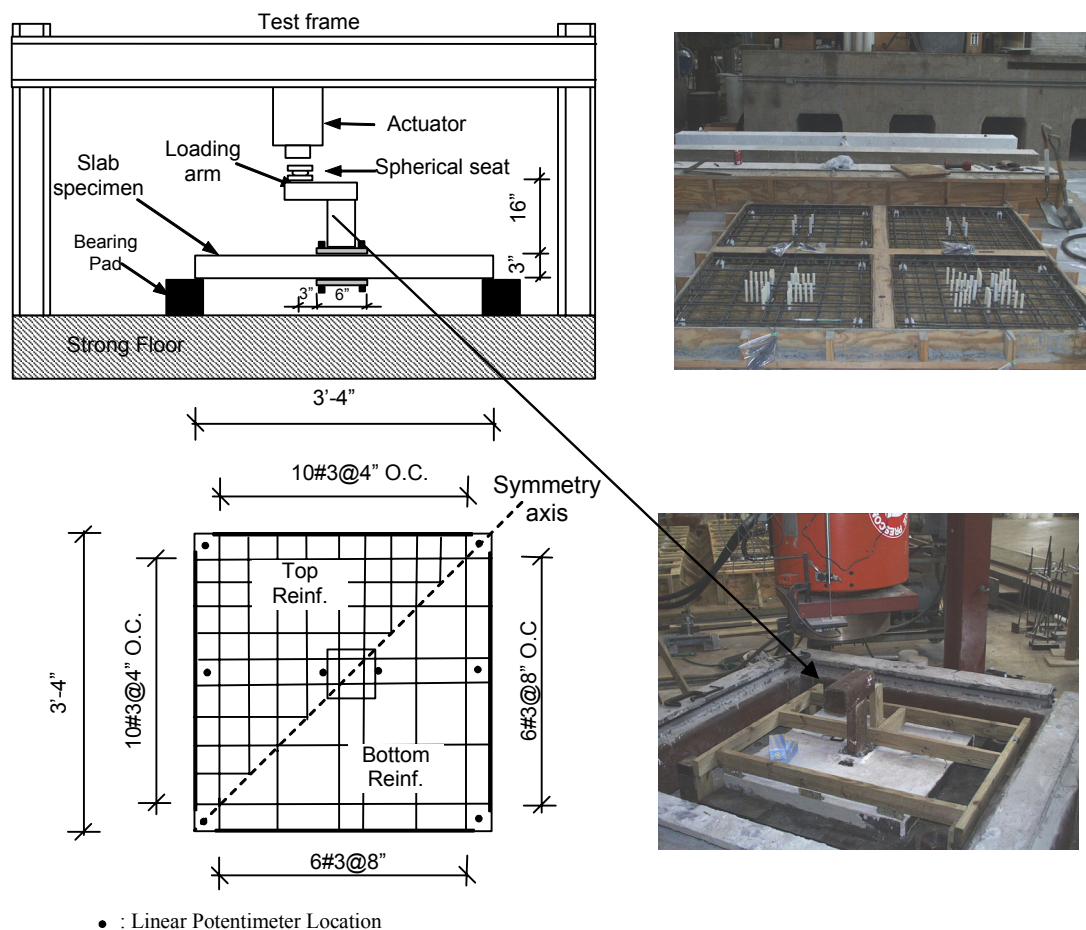 Test frame
Actuator
Loading
arm
Spherical seat
Slab
specimen
16”
Bearing
Pad
3”
3”
6”
Strong Floor
3’-4”
10#3@4” O.C.
Symmetry
axis
Top
Reinf.
10#3@4” O.C.
3’-4”
6#3@8” O.C
Bottom
Reinf.
6#3@8”
• : Linear Potentimeter Location